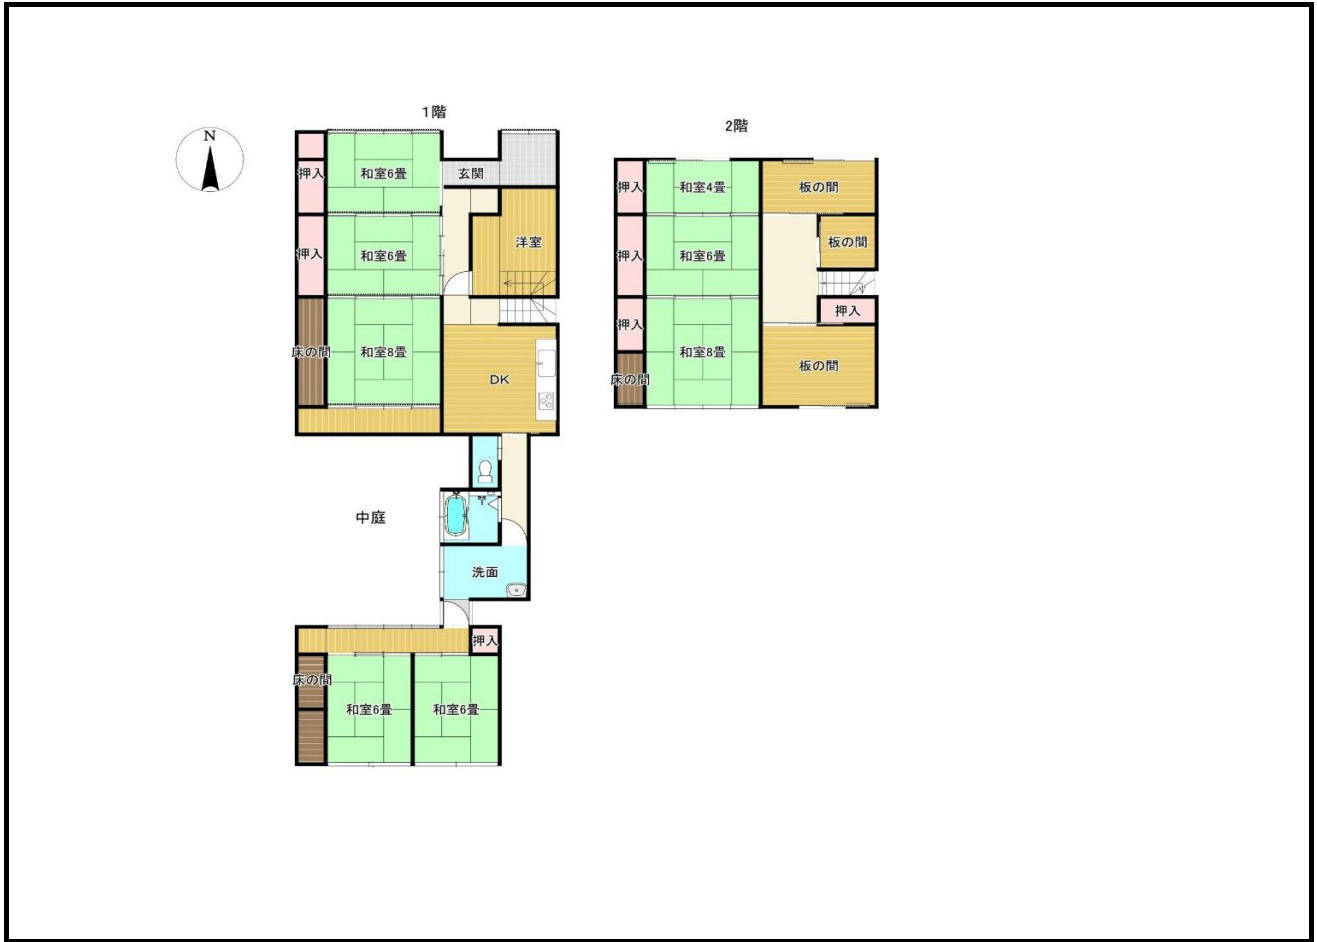 1階
2階
N
押入
和室6畳
玄関
押入
和室6畳
洋室
床の間
和室8畳
DK
中庭
洗面
押入
床の間
和室6畳
和室6畳
押入
和室4畳
板の間
押入
和室6畳
板の間
押入
押入
和室8畳
床の間
板の間